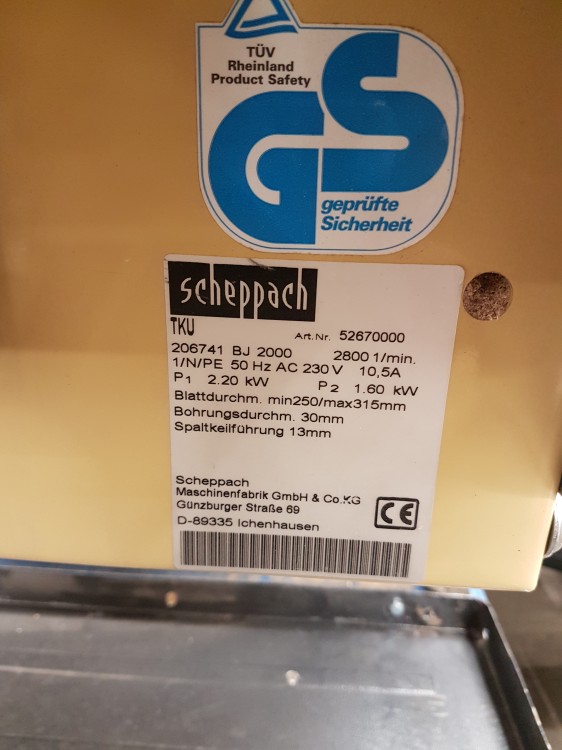 TÜV
Rheinland
Product Safety
GS
geprüfte
Sicherheit
scheppach
TKU Art.Nr. 52670000
206741 BJ 2000 2800 1/min.
1/N/PE 50 Hz AC 230 V 10,5A
P1 2.20 kW P2 1.60 kW
Blattdurchm. min250/max315mm
Bohrungsdurchm. 30mm
Spaltkeilführung 13mm
Scheppach
Maschinenfabrik GmbH & Co.KG
Günzburger Straße 69
D-89335 Ichenhausen
CE